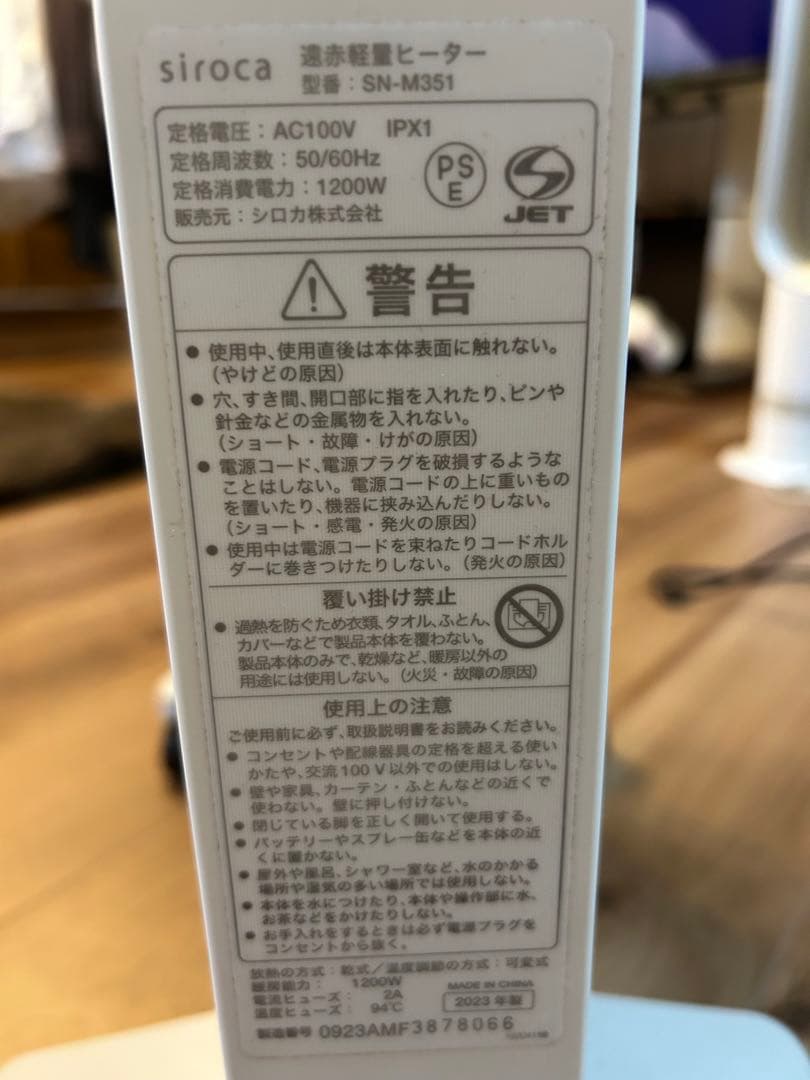 siroca 遠赤軽量ヒーター
型番：SN-M351
定格電圧：AC100V IPX1
定格周波数：50/60Hz
定格消費電力：1200W
販売元：シロカ株式会社
PS
E
JET
警告
● 使用中、使用直後は本体表面に触れない。
（やけどの原因）
● 穴、すき間、開口部に指を入れたり、ピンや
針金などの金属物を入れない。
（ショート・故障・けがの原因）
● 電源コード、電源プラグを破損するような
ことはしない。電源コードの上に重いもの
を置いたり、機器に挟み込んだりしない。
（ショート・感電・発火の原因）
● 使用中は電源コードを束ねたりコードホル
ダーに巻きつけたりしない。（発火の原因）
覆い掛け禁止
● 過熱を防ぐため衣類、タオル、ふとん、
カバーなどで製品本体を覆わない。
製品本体のみで、乾燥など、暖房以外の
用途には使用しない。（火災・故障の原因）
使用上の注意
ご使用前に必ず、取扱説明書をお読みください。
● コンセントや配線器具の定格を超える使い
かたや、交流100V以外での使用はしない。
● 壁や家具、カーテン・ふとんなどの近くで
使わない。壁に押し付けない。
● 閉じている脚を正しく開いて使用する。
● バッテリーやスプレー缶などを本体の近
くに置かない。
● 屋外や風呂、シャワー室など、水のかかる
場所や湿気の多い場所では使用しない。
● 本体を水につけたり、本体や操作部に水、
お茶などをかけたりしない。
● お手入れをするときは必ず電源プラグを
コンセントから抜く。
放熱の方式：乾式／温度調節の方式：可変式
暖房能力： 1200W
電流ヒューズ： 2A
温度ヒューズ： 94℃
MADE IN CHINA
2023年製
製造番号 0923AMF3878066